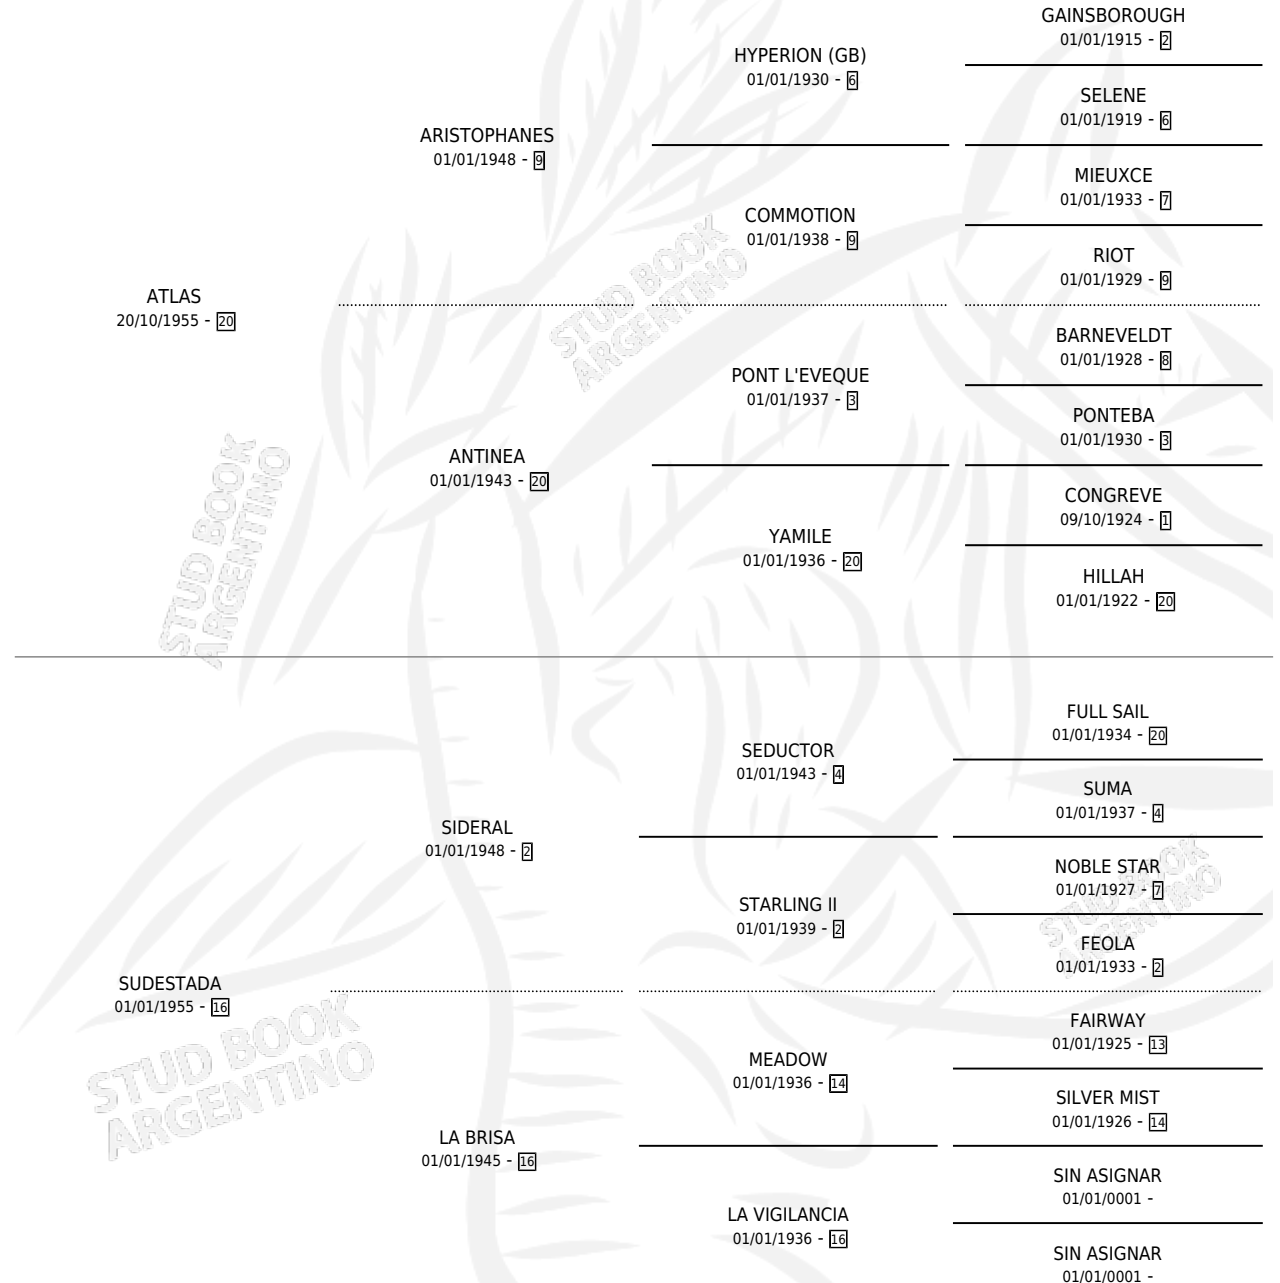 GAINSBOROUGH
01/01/1915 - 2
HYPERION (GB)
01/01/1930 - 6
SELENE
01/01/1919 - 6
ARISTOPHANES
01/01/1948 - 9
MIEUXCE
01/01/1933 - 7
COMMOTION
01/01/1938 - 9
RIOT
01/01/1929 - 9
ATLAS
20/10/1955 - 20
BARNEVELDT
01/01/1928 - 8
PONT L'EVEQUE
01/01/1937 - 3
PONTEBA
01/01/1930 - 3
ANTINEA
01/01/1943 - 20
CONGREVE
09/10/1924 - 1
YAMILE
01/01/1936 - 20
HILLAH
01/01/1922 - 20
FULL SAIL
01/01/1934 - 20
SEDUCTOR
01/01/1943 - 4
SUMA
01/01/1937 - 4
SIDERAL
01/01/1948 - 2
NOBLE STAR
01/01/1927 - 7
STARLING II
01/01/1939 - 2
FEOLA
01/01/1933 - 2
SUDESTADA
01/01/1955 - 16
FAIRWAY
01/01/1925 - 13
MEADOW
01/01/1936 - 14
SILVER MIST
01/01/1926 - 14
LA BRISA
01/01/1945 - 16
SIN ASIGNAR
01/01/0001 -
LA VIGILANCIA
01/01/1936 - 16
SIN ASIGNAR
01/01/0001 -
STUD BOOK
ARGENTINO
STUD BOOK
ARGENTINO
STUD BOOK
ARGENTINO
STUD BOOK
ARGENTINO